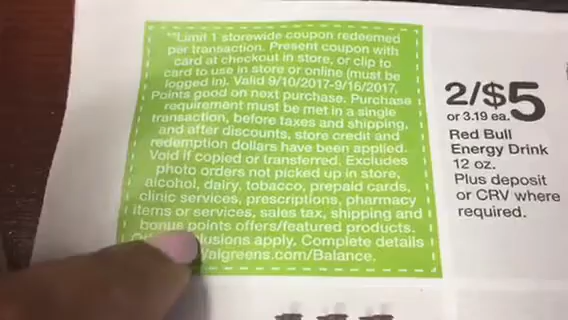 **Limit 1 storewide coupon redeemed
per transaction. Present coupon with
card at checkout in store, or clip to
card to use in store or online (must be
logged in). Valid 9/10/2017-9/16/2017.
Points good on next purchase. Purchase
requirement must be met in a single
transaction, before taxes and shipping,
and after discounts, store credit and
redemption dollars have been applied.
Void if copied or transferred. Excludes
photo orders not picked up in store,
alcohol, dairy, tobacco, prepaid cards,
clinic services, prescriptions, pharmacy
items or services, sales tax, shipping and
bonus points offers/featured products.
apply. Complete details
2/$5
or 3.19 ea.
Red Bull
Energy Drink
12 oz.
Plus deposit
or CRV where
required.